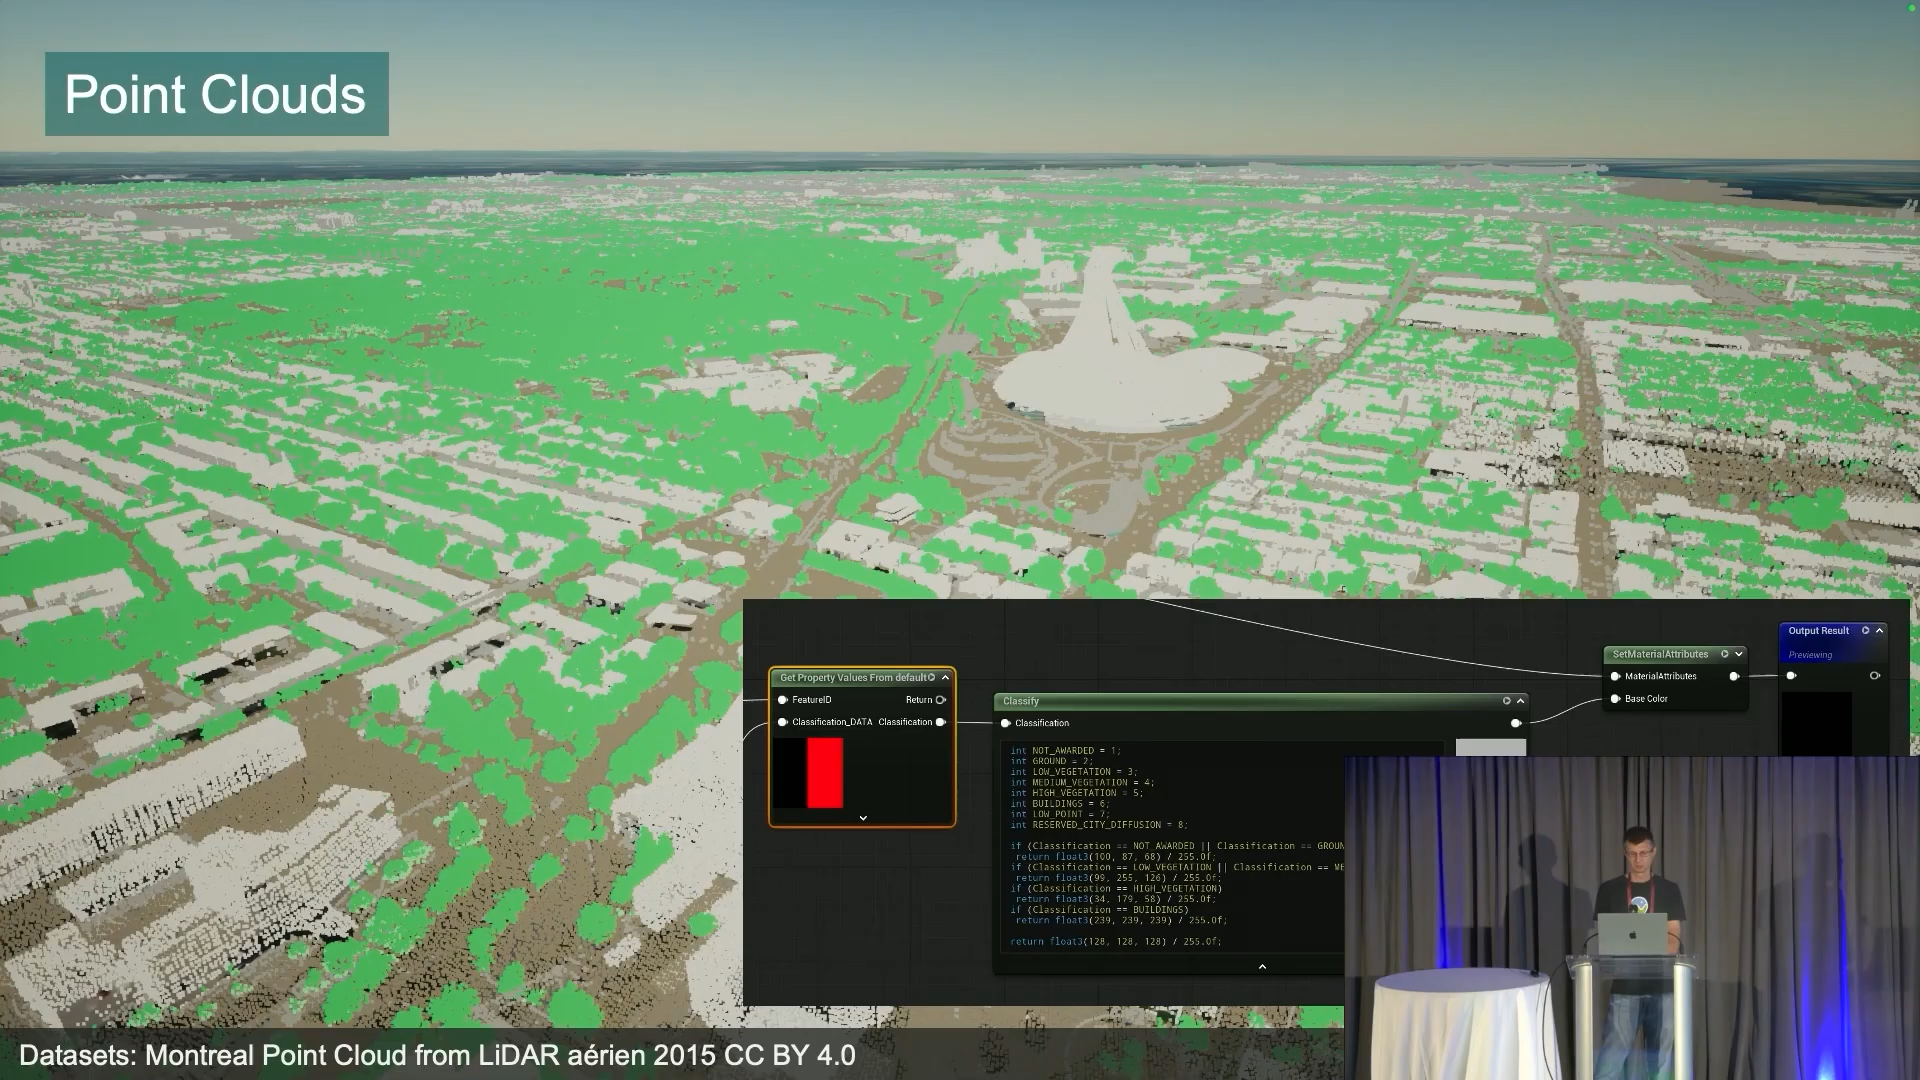 Point Clouds
Output Result
Previewing
SetMaterialAttributes
MaterialAttributes
Base Color
Get Property Values From default
FeatureID Return
Classification_DATA Classification
Classify
Classification
int NOT_AWARDED = 1;
int GROUND = 2;
int LOW_VEGETATION = 3;
int MEDIUM_VEGETATION = 4;
int HIGH_VEGETATION = 5;
int BUILDINGS = 6;
int LOW_POINT = 7;
int RESERVED_CITY_DIFFUSION = 8;
if (Classification == NOT_AWARDED || Classification == GROUN
return float3(100, 87, 68) / 255.0f;
if (Classification == LOW_VEGETATION || Classification == ME
return float3(99, 255, 126) / 255.0f;
if (Classification == HIGH_VEGETATION)
return float3(34, 179, 58) / 255.0f;
if (Classification == BUILDINGS)
return float3(239, 239, 239) / 255.0f;
return float3(128, 128, 128) / 255.0f;
Datasets: Montreal Point Cloud from LiDAR aérien 2015 CC BY 4.0